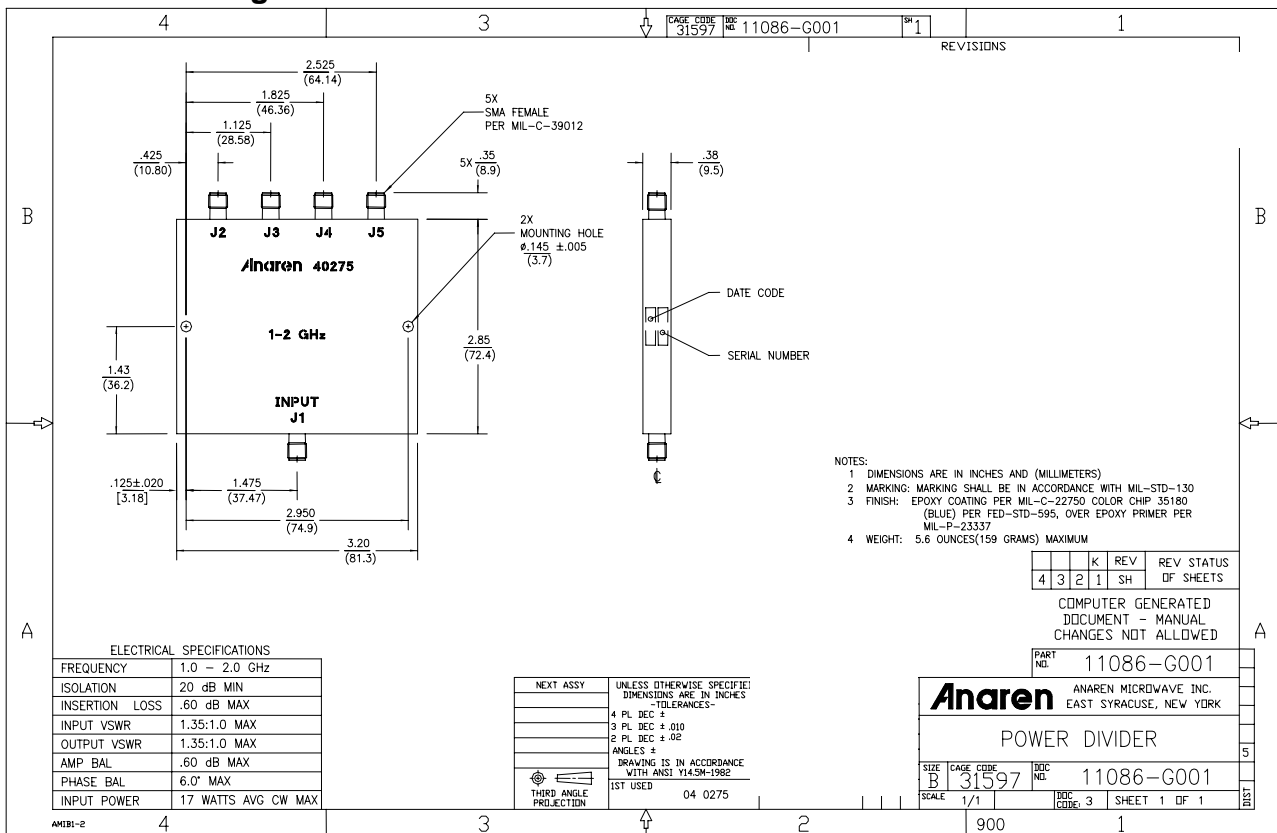 4 3 2 1
CAGE CODE 31597 DOC NO. 11086-G001 SH 1
REVISIONS
2.525
(64.14)
1.825
(46.36)
1.125
(28.58)
.425
(10.80)
5X
SMA FEMALE
PER MIL-C-39012
5X .35
(8.9)
.38
(9.5)
B
B
J2 J3 J4 J5
Anaren 40275
2X
MOUNTING HOLE
ø.145 ±.005
(3.7)
DATE CODE
SERIAL NUMBER
1-2 GHz
2.85
(72.4)
1.43
(36.2)
INPUT
J1
.125±.020
[3.18]
1.475
(37.47)
2.950
(74.9)
3.20
(81.3)
℄
NOTES:
1 DIMENSIONS ARE IN INCHES AND (MILLIMETERS)
2 MARKING: MARKING SHALL BE IN ACCORDANCE WITH MIL-STD-130
3 FINISH: EPOXY COATING PER MIL-C-22750 COLOR CHIP 35180
(BLUE) PER FED-STD-595, OVER EPOXY PRIMER PER
MIL-P-23337
4 WEIGHT: 5.6 OUNCES(159 GRAMS) MAXIMUM
K REV REV STATUS
4 3 2 1 SH OF SHEETS
COMPUTER GENERATED
DOCUMENT - MANUAL
CHANGES NOT ALLOWED
A
A
ELECTRICAL SPECIFICATIONS
FREQUENCY 1.0 - 2.0 GHz
ISOLATION 20 dB MIN
INSERTION LOSS .60 dB MAX
INPUT VSWR 1.35:1.0 MAX
OUTPUT VSWR 1.35:1.0 MAX
AMP BAL .60 dB MAX
PHASE BAL 6.0° MAX
INPUT POWER 17 WATTS AVG CW MAX
NEXT ASSY
THIRD ANGLE
PROJECTION
UNLESS OTHERWISE SPECIFIE
DIMENSIONS ARE IN INCHES
-TOLERANCES-
4 PL DEC ±
3 PL DEC ± .010
2 PL DEC ± .02
ANGLES ±
DRAWING IS IN ACCORDANCE
WITH ANSI Y14.5M-1982
1ST USED
04 0275
PART NO. 11086-G001
Anaren ANAREN MICROWAVE INC.
EAST SYRACUSE, NEW YORK
POWER DIVIDER
SIZE B CAGE CODE 31597 DOC NO. 11086-G001
SCALE 1/1 DOC CODE: 3 SHEET 1 OF 1
5
DIST
AMIB1-2
4 3 2 900 1